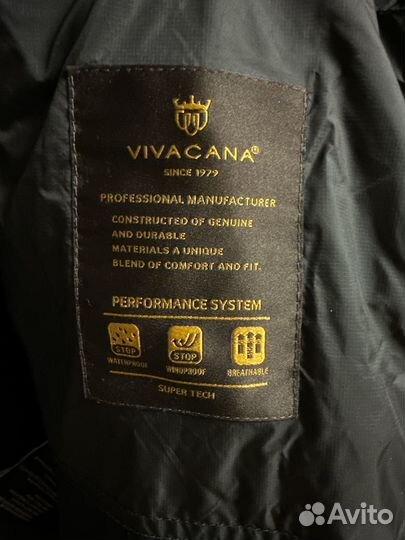 VIVACANA®
SINCE 1979
PROFESSIONAL MANUFACTURER
CONSTRUCTED OF GENUINE
AND DURABLE
MATERIALS A UNIQUE
BLEND OF COMFORT AND FIT.
PERFORMANCE SYSTEM
STOP STOP
WATERPROOF WINDPROOF BREATHABLE
SUPER TECH
Avito